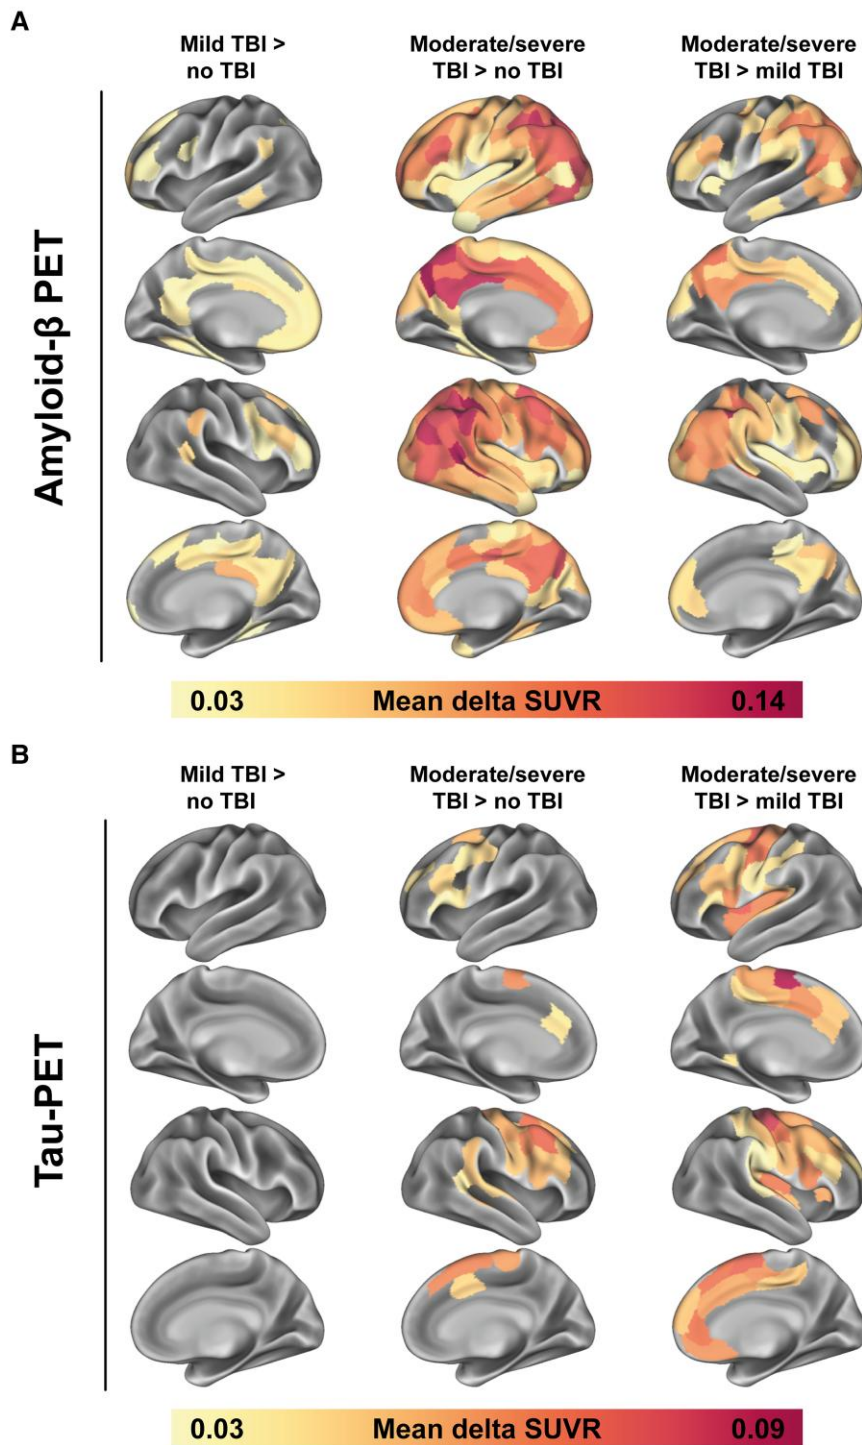 A
Mild TBI >
no TBI
Moderate/severe
TBI > no TBI
Moderate/severe
TBI > mild TBI
Amyloid-β PET
0.03 Mean delta SUVR 0.14
B
Mild TBI >
no TBI
Moderate/severe
TBI > no TBI
Moderate/severe
TBI > mild TBI
Tau-PET
0.03 Mean delta SUVR 0.09